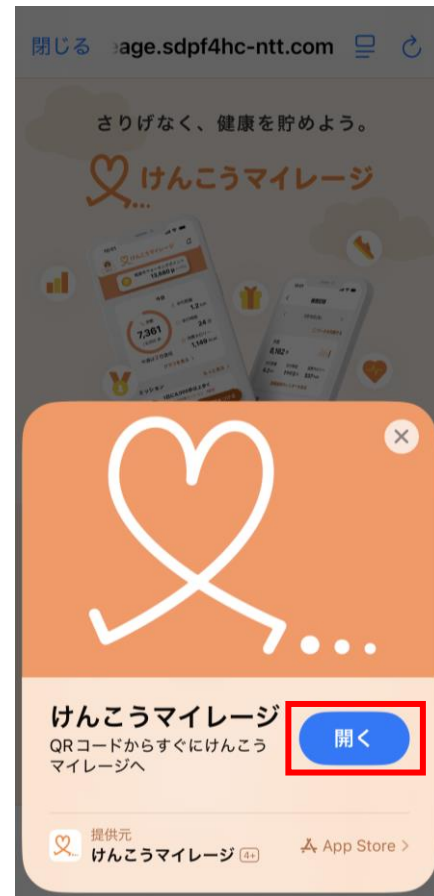 閉じる
age.sdpf4hc-ntt.com
さりげなく、健康を貯めよう。
けんこうマイレージ
7,361
けんこうマイレージ
QRコードからすぐにけんこう
マイレージへ
開く
提供元
けんこうマイレージ 4+
App Store